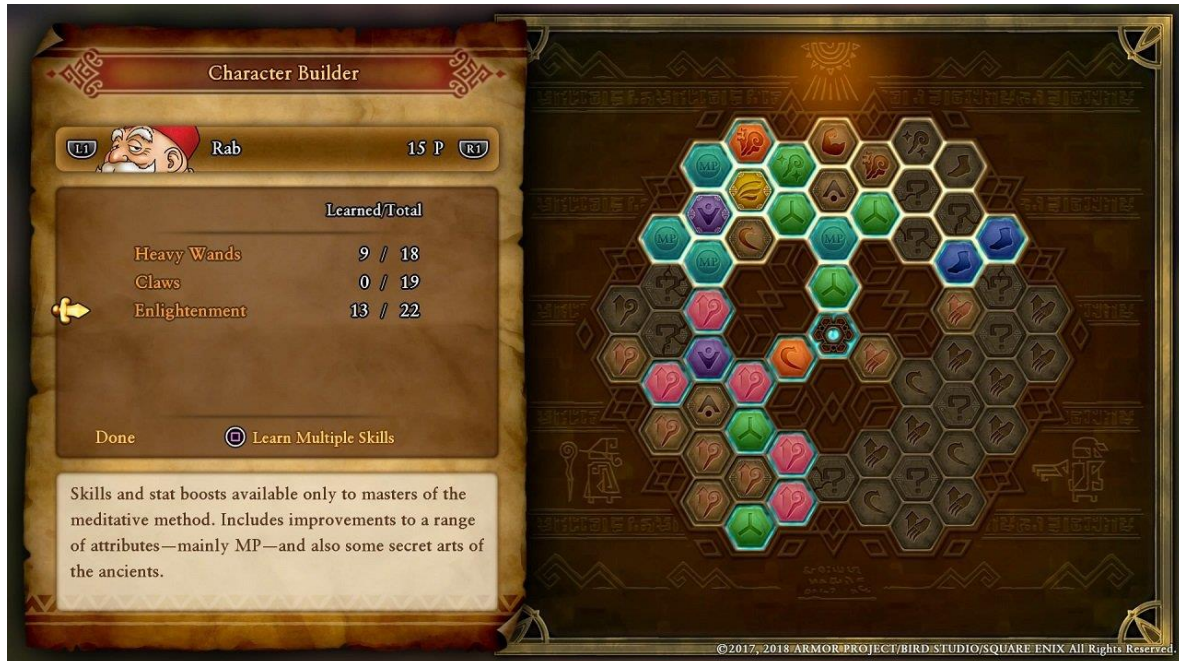 Character Builder
L1 Rab 15 P R1
Learned/Total
Heavy Wands 9 / 18
Claws 0 / 19
Enlightenment 13 / 22
Done Learn Multiple Skills
Skills and stat boosts available only to masters of the
meditative method. Includes improvements to a range
of attributes—mainly MP—and also some secret arts of
the ancients.
MP
MP
MP
MP
?
?
?
?
?
?
?
?
©2017, 2018 ARMOR PROJECT/BIRD STUDIO/SQUARE ENIX All Rights Reserved.